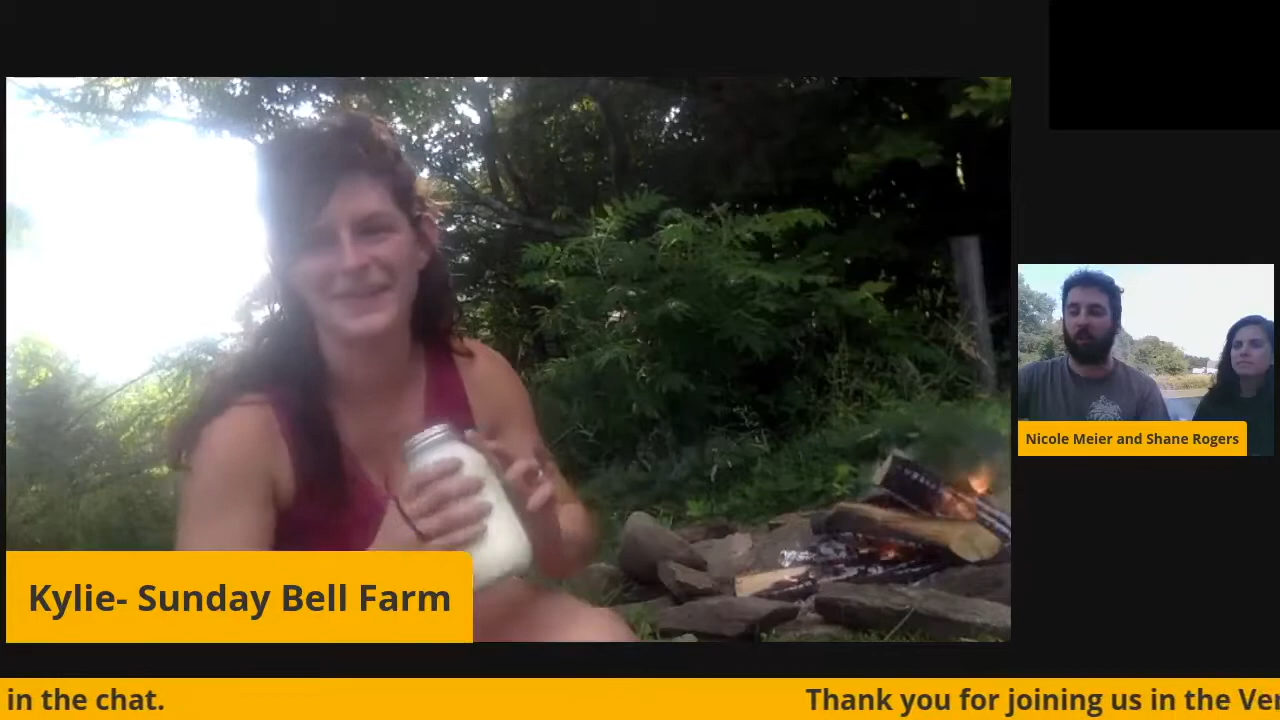 Nicole Meier and Shane Rogers
Kylie- Sunday Bell Farm
in the chat. Thank you for joining us in the